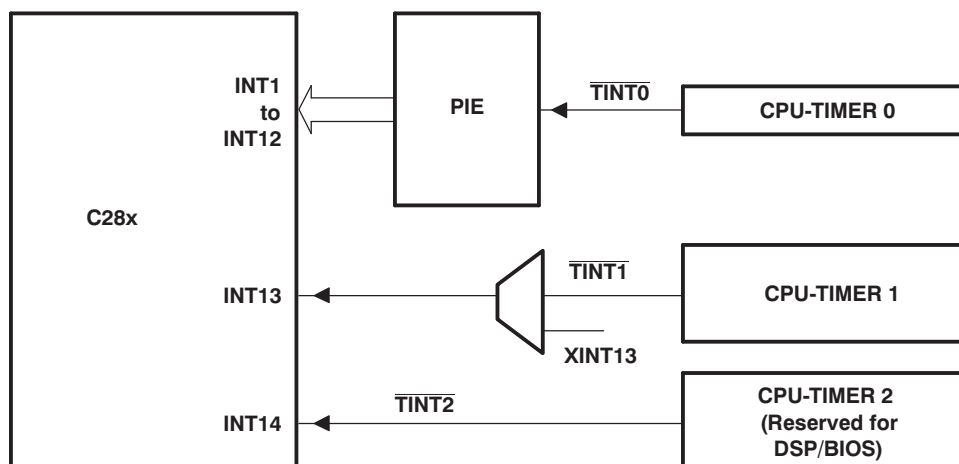 INT1
to
INT12
PIE
TINT0
CPU-TIMER 0
C28x
INT13
TINT1
CPU-TIMER 1
XINT13
INT14
TINT2
CPU-TIMER 2
(Reserved for
DSP/BIOS)